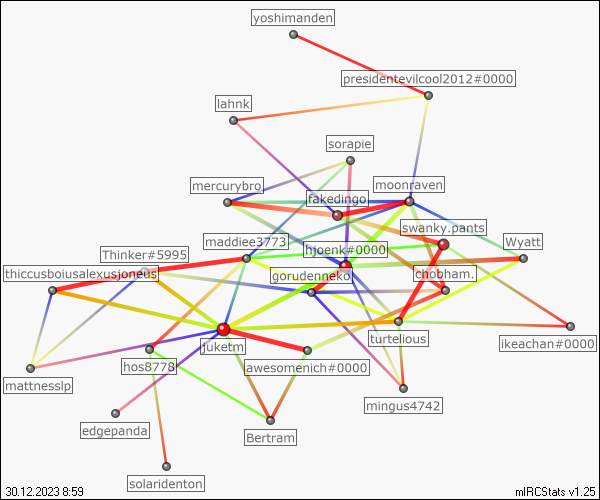 yoshimanden
presidentevilcool2012#0000
lahnk
sorapie
mercurybro
moonraven
fakedingo
swanky.pants
maddiee3773
hjoenk#0000
Wyatt
Thinker#5995
thiccusboiusalexusjoneus
gorudenneko
chobham.
juketm
turtelious
ikeachan#0000
hos8778
awesomenich#0000
mattnesslp
mingus4742
edgepanda
Bertram
solaridenton
30.12.2023 8:59
mIRCStats v1.25